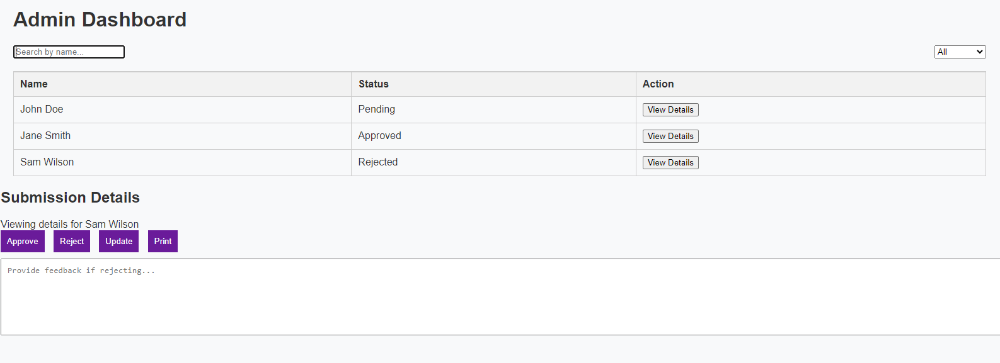 Admin Dashboard
Search by name... All
Name Status Action
John Doe Pending View Details
Jane Smith Approved View Details
Sam Wilson Rejected View Details
Submission Details
Viewing details for Sam Wilson
Approve Reject Update Print
Provide feedback if rejecting...